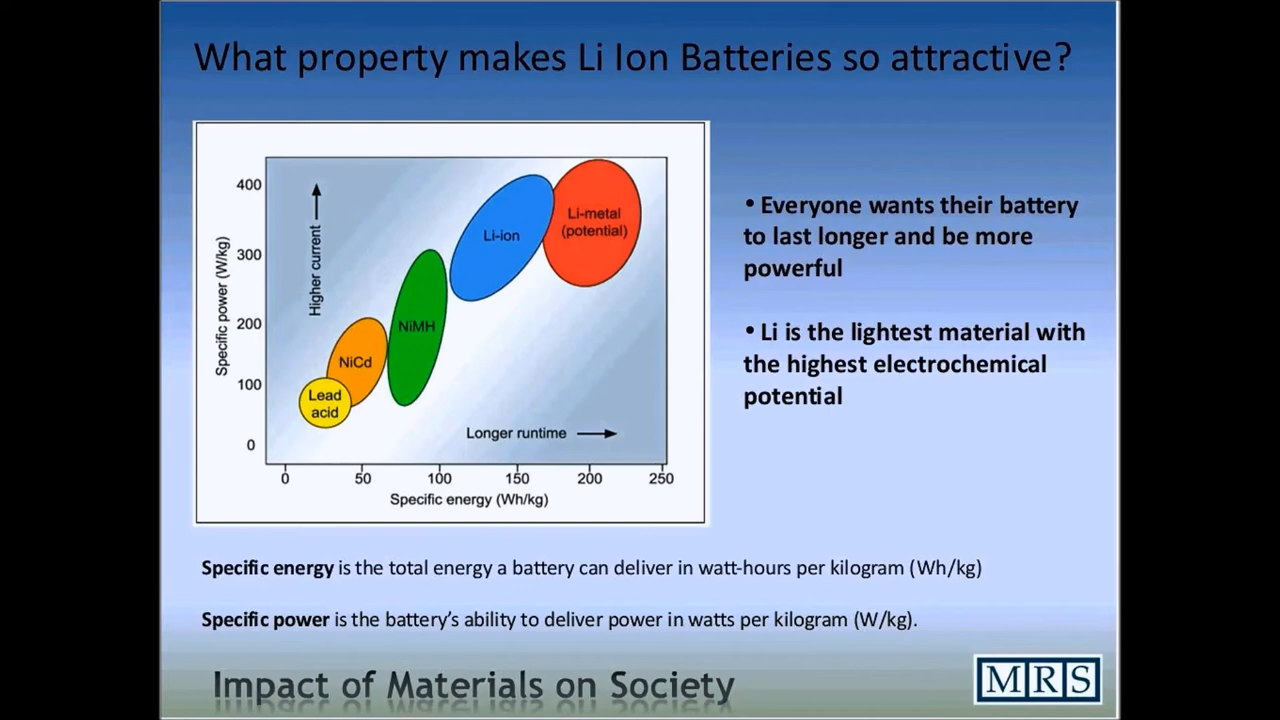 What property makes Li Ion Batteries so attractive?
400
300
200
100
0
Specific power (W/kg)
Higher current
Lead
acid
NiCd
NiMH
Li-ion
Li-metal
(potential)
Longer runtime
0 50 100 150 200 250
Specific energy (Wh/kg)
• Everyone wants their battery
to last longer and be more
powerful
• Li is the lightest material with
the highest electrochemical
potential
Specific energy is the total energy a battery can deliver in watt-hours per kilogram (Wh/kg)
Specific power is the battery’s ability to deliver power in watts per kilogram (W/kg).
Impact of Materials on Society
MRS